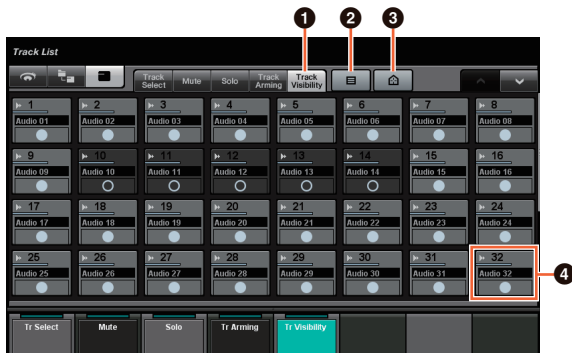 1 2 3
Track List
Track Select Mute Solo Track Arming Track Visibility
1 2 3 4 5 6 7 8
Audio 01 Audio 02 Audio 03 Audio 04 Audio 05 Audio 06 Audio 07 Audio 08
9 10 11 12 13 14 15 16
Audio 09 Audio 10 Audio 11 Audio 12 Audio 13 Audio 14 Audio 15 Audio 16
17 18 19 20 21 22 23 24
Audio 17 Audio 18 Audio 19 Audio 20 Audio 21 Audio 22 Audio 23 Audio 24
25 26 27 28 29 30 31 32
Audio 25 Audio 26 Audio 27 Audio 28 Audio 29 Audio 30 Audio 31 Audio 32
4
Tr Select Mute Solo Tr Arming Tr Visibility